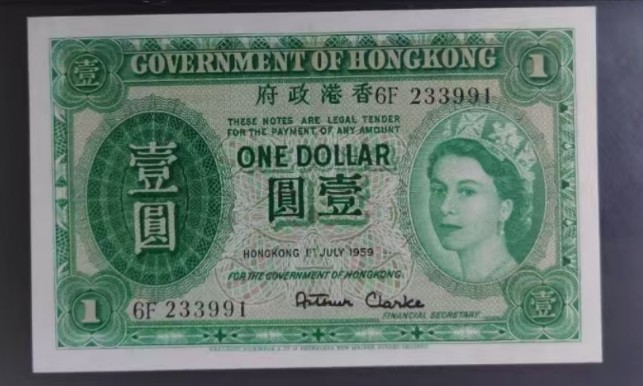 GOVERNMENT OF HONGKONG
壹
1
府政港香
6F 233991
THESE NOTES ARE LEGAL TENDER
FOR THE PAYMENT OF ANY AMOUNT
ONE DOLLAR
圓壹
壹
圓
HONGKONG 1ST JULY 1959
FOR THE GOVERNMENT OF HONGKONG.
Arthur Clarke
FINANCIAL SECRETARY
1
6F 233991
壹